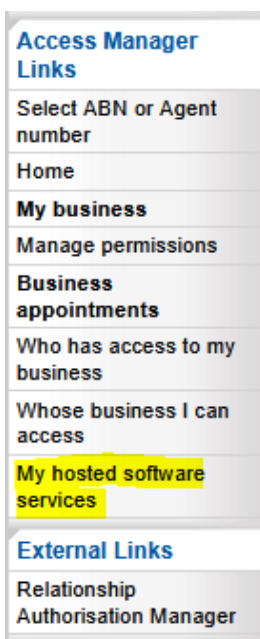 Access Manager
Links
Select ABN or Agent
number
Home
My business
Manage permissions
Business
appointments
Who has access to my
business
Whose business I can
access
My hosted software
services
External Links
Relationship
Authorisation Manager